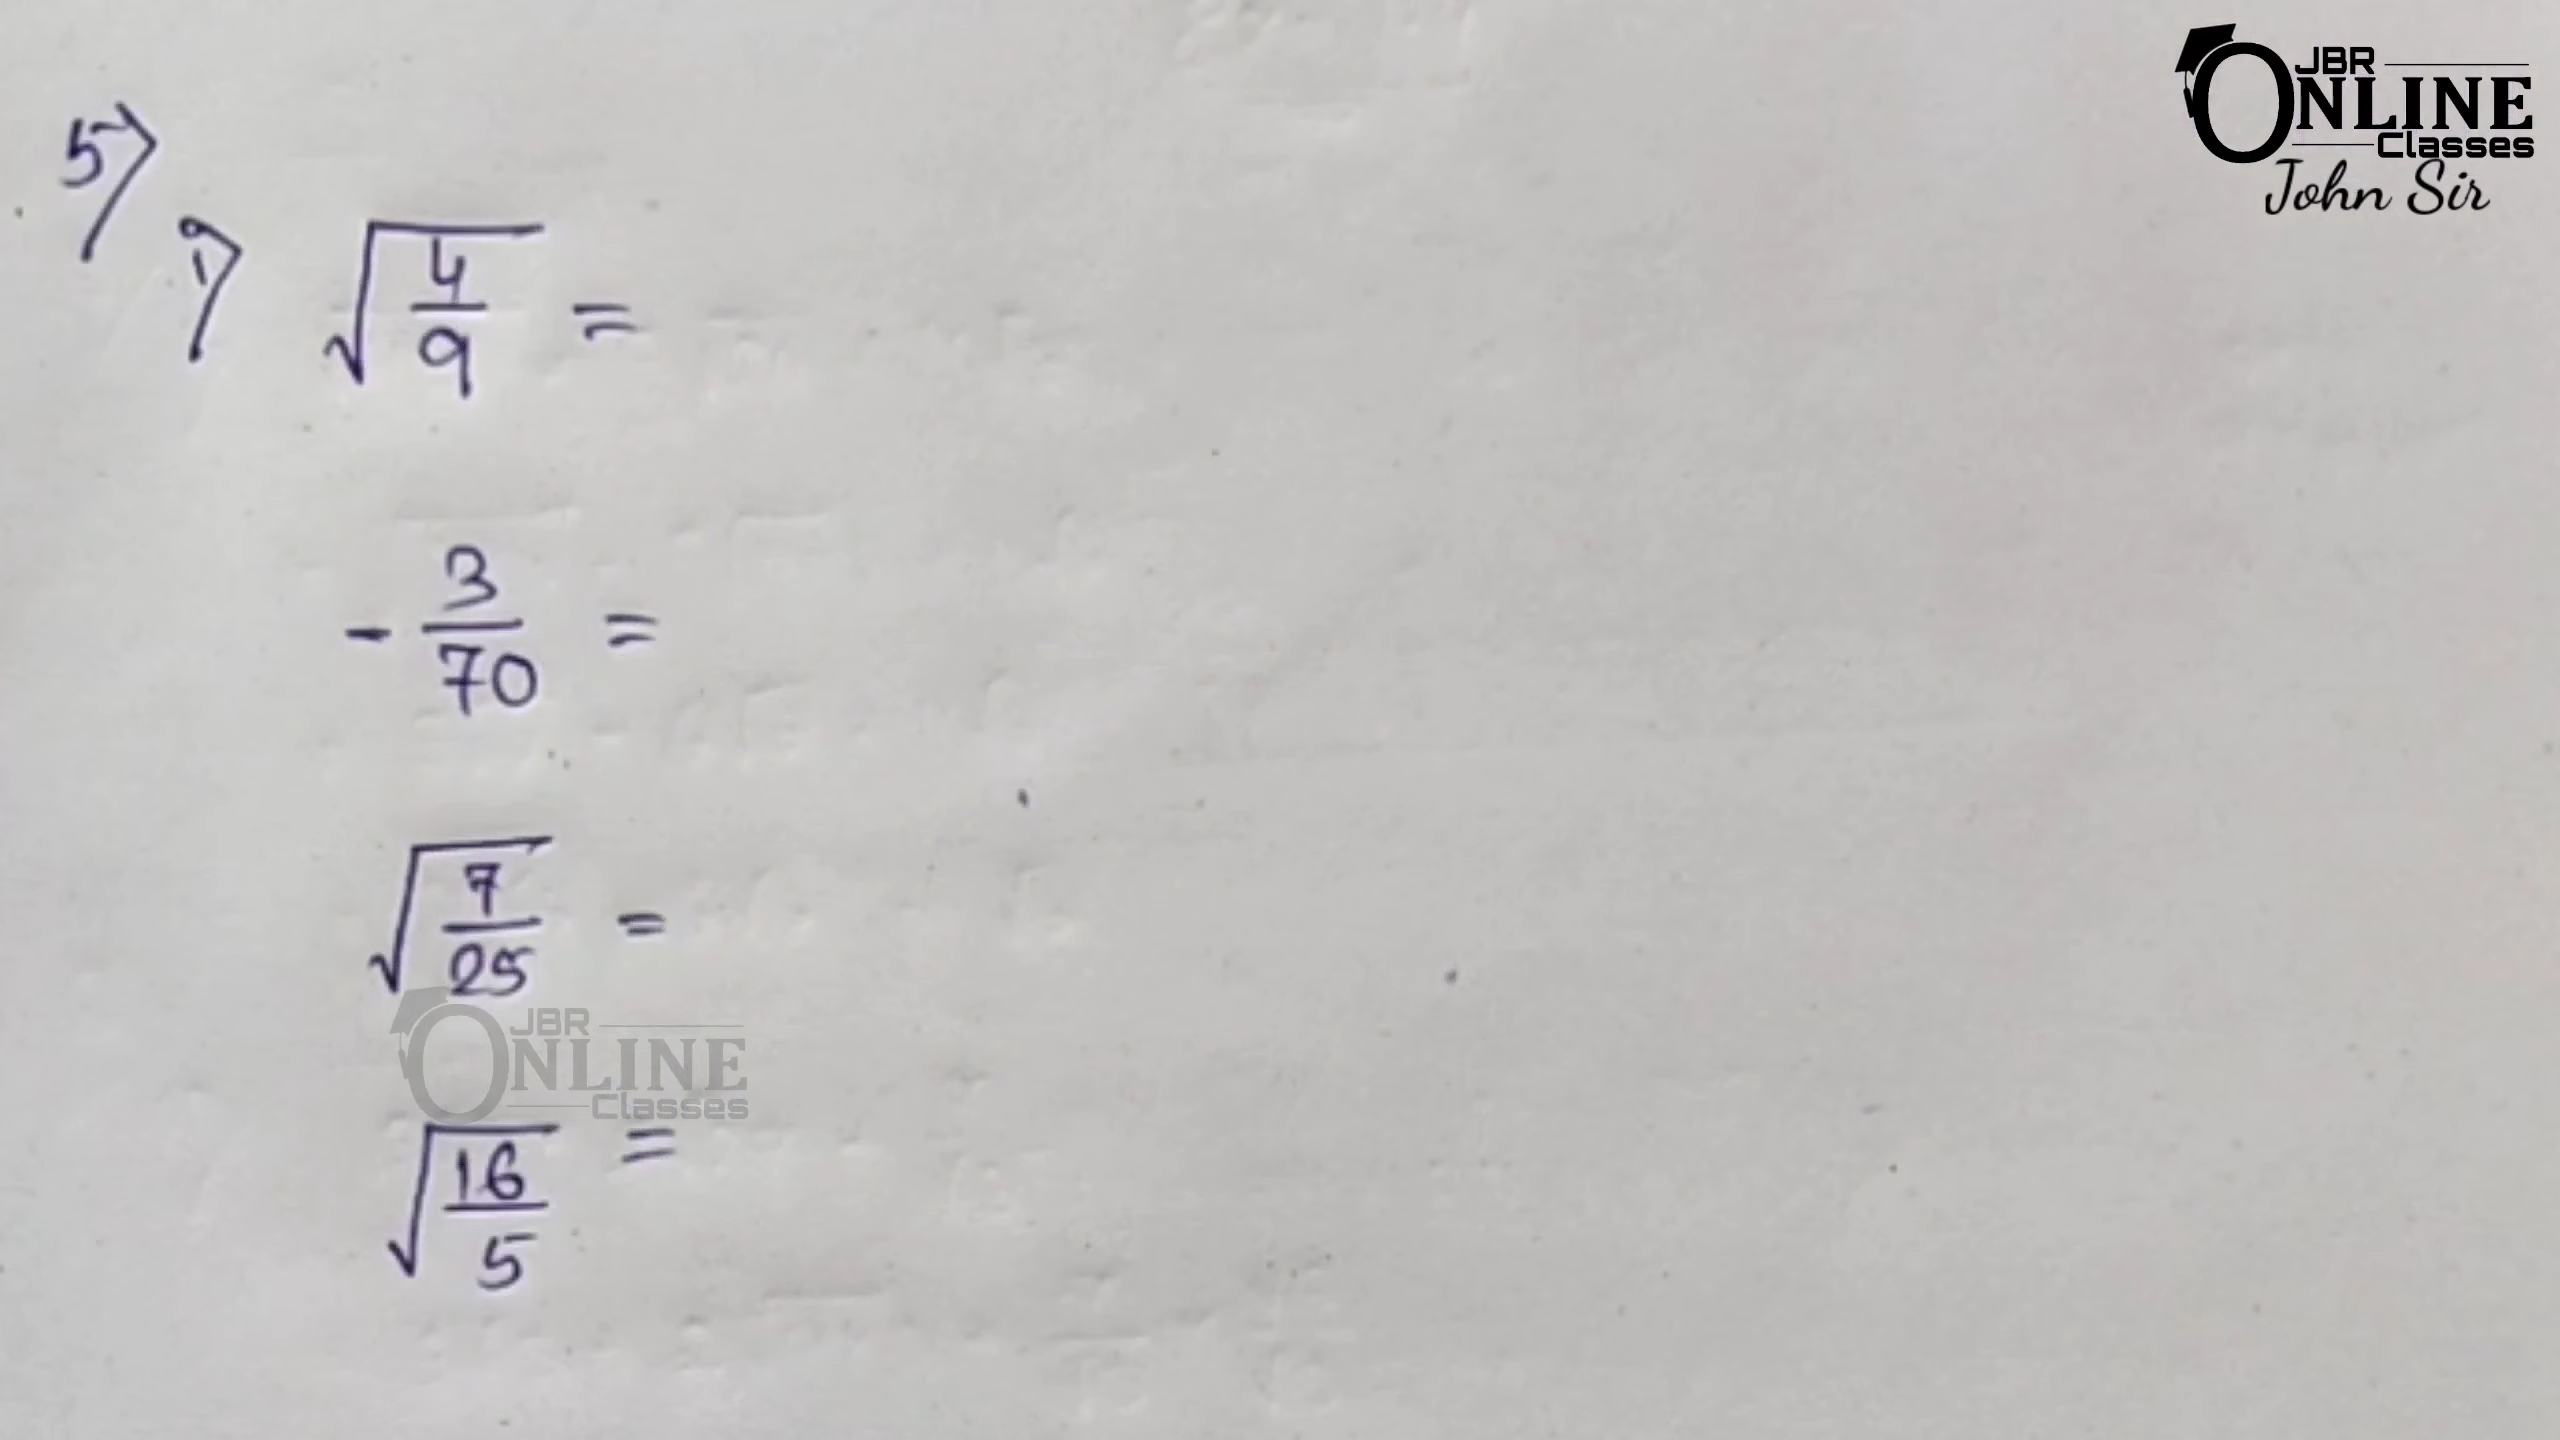 JBR
ONLINE
Classes
John Sir
5)
i) √(4/9) =
- 3/70 =
√(7/25) =
JBR
ONLINE
Classes
√(16/5) =